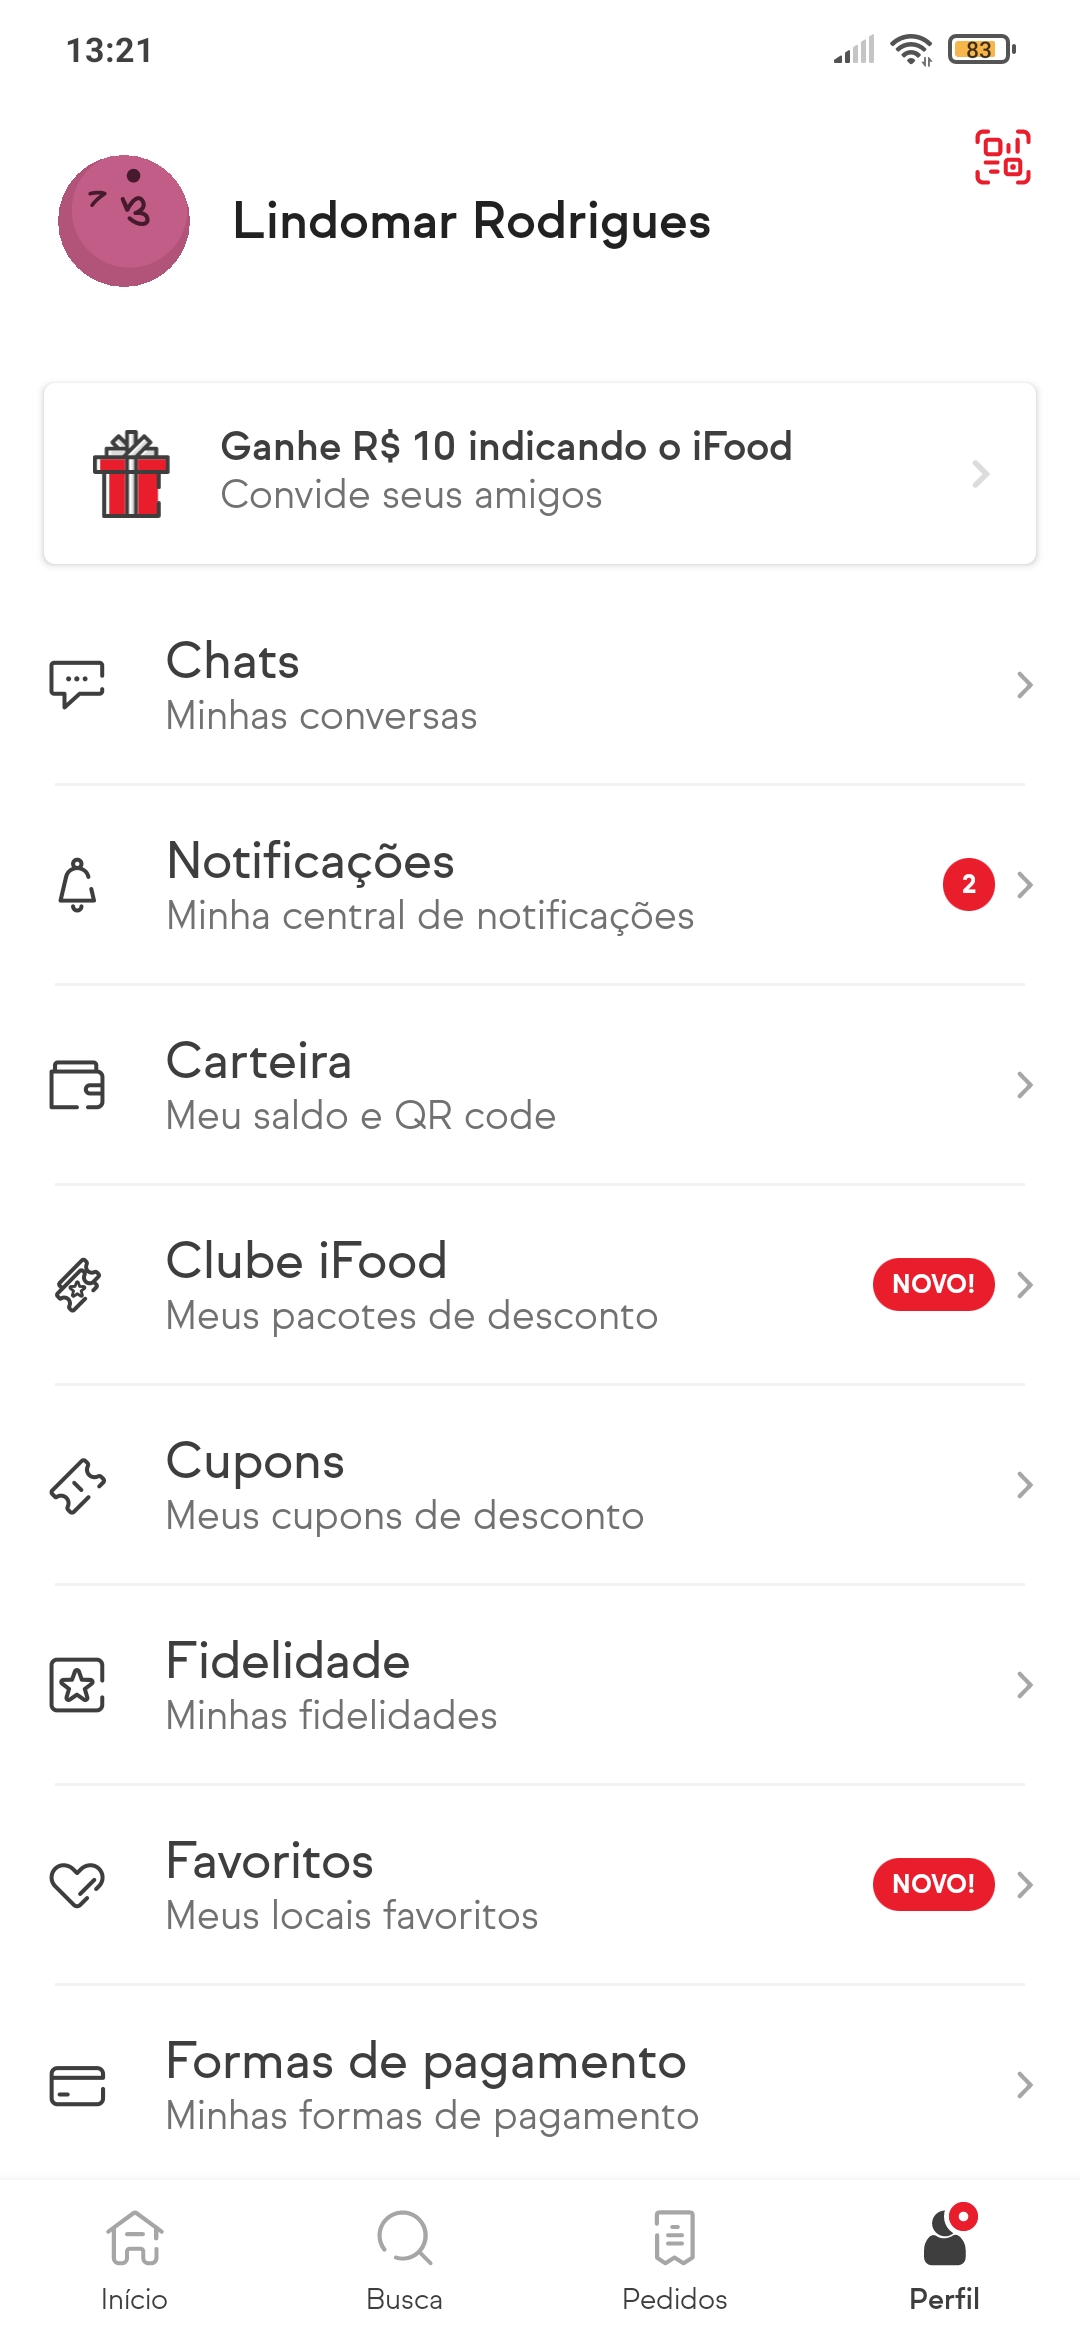 13:21
83
Lindomar Rodrigues
Ganhe R$ 10 indicando o iFood
Convide seus amigos
Chats
Minhas conversas
Notificações
Minha central de notificações
2
Carteira
Meu saldo e QR code
Clube iFood
Meus pacotes de desconto
NOVO!
Cupons
Meus cupons de desconto
Fidelidade
Minhas fidelidades
Favoritos
Meus locais favoritos
NOVO!
Formas de pagamento
Minhas formas de pagamento
Início
Busca
Pedidos
Perfil